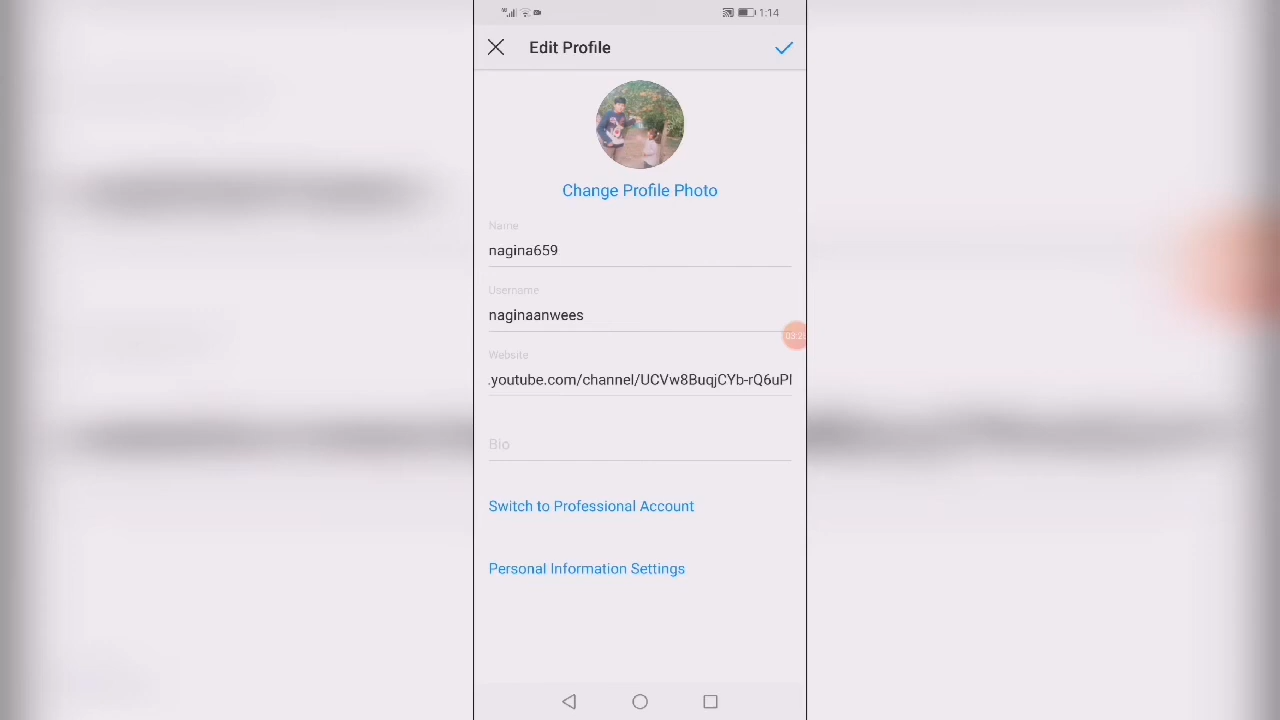 1:14
Edit Profile
Change Profile Photo
Name
nagina659
Username
naginaanwees
Website
.youtube.com/channel/UCVw8BuqjCYb-rQ6uPl
Bio
Switch to Professional Account
Personal Information Settings